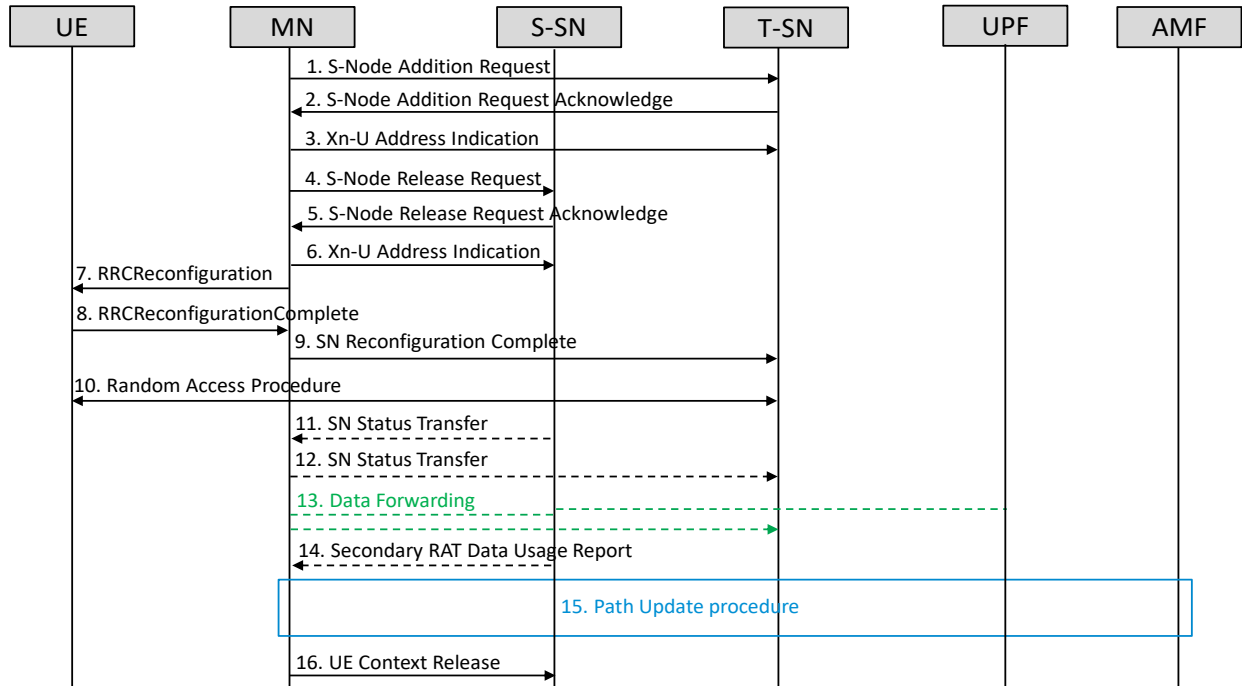 UE
MN
S-SN
T-SN
UPF
AMF
1. S-Node Addition Request
2. S-Node Addition Request Acknowledge
3. Xn-U Address Indication
4. S-Node Release Request
5. S-Node Release Request Acknowledge
6. Xn-U Address Indication
7. RRCReconfiguration
8. RRCReconfigurationComplete
9. SN Reconfiguration Complete
10. Random Access Procedure
11. SN Status Transfer
12. SN Status Transfer
13. Data Forwarding
14. Secondary RAT Data Usage Report
15. Path Update procedure
16. UE Context Release